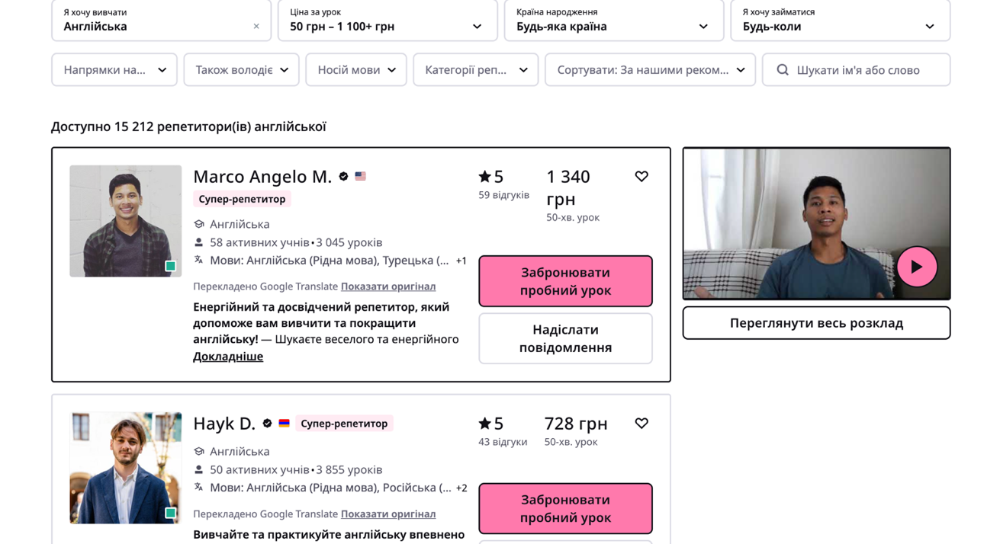 Я хочу вивчати
Англійська
Ціна за урок
50 грн – 1 100+ грн
Країна народження
Будь-яка країна
Я хочу займатися
Будь-коли
Напрямки на...
Також володіє
Носій мови
Категорії реп...
Сортувати: За нашими реком...
Шукати ім'я або слово
Доступно 15 212 репетитори(ів) англійської
Marco Angelo M.
Супер-репетитор
Англійська
58 активних учнів•3 045 уроків
Мови: Англійська (Рідна мова), Турецька (... +1
Перекладено Google Translate Показати оригінал
Енергійний та досвідчений репетитор, який
допоможе вам вивчити та покращити
англійську! — Шукаєте веселого та енергійного
Докладніше
5
59 відгуків
1 340
грн
50-хв. урок
Забронювати
пробний урок
Надіслати
повідомлення
Переглянути весь розклад
Hayk D.
Супер-репетитор
Англійська
50 активних учнів•3 855 уроків
Мови: Англійська (Рідна мова), Російська (... +2
Перекладено Google Translate Показати оригінал
Вивчайте та практикуйте англійську впевнено
5
43 відгуки
728 грн
50-хв. урок
Забронювати
пробний урок